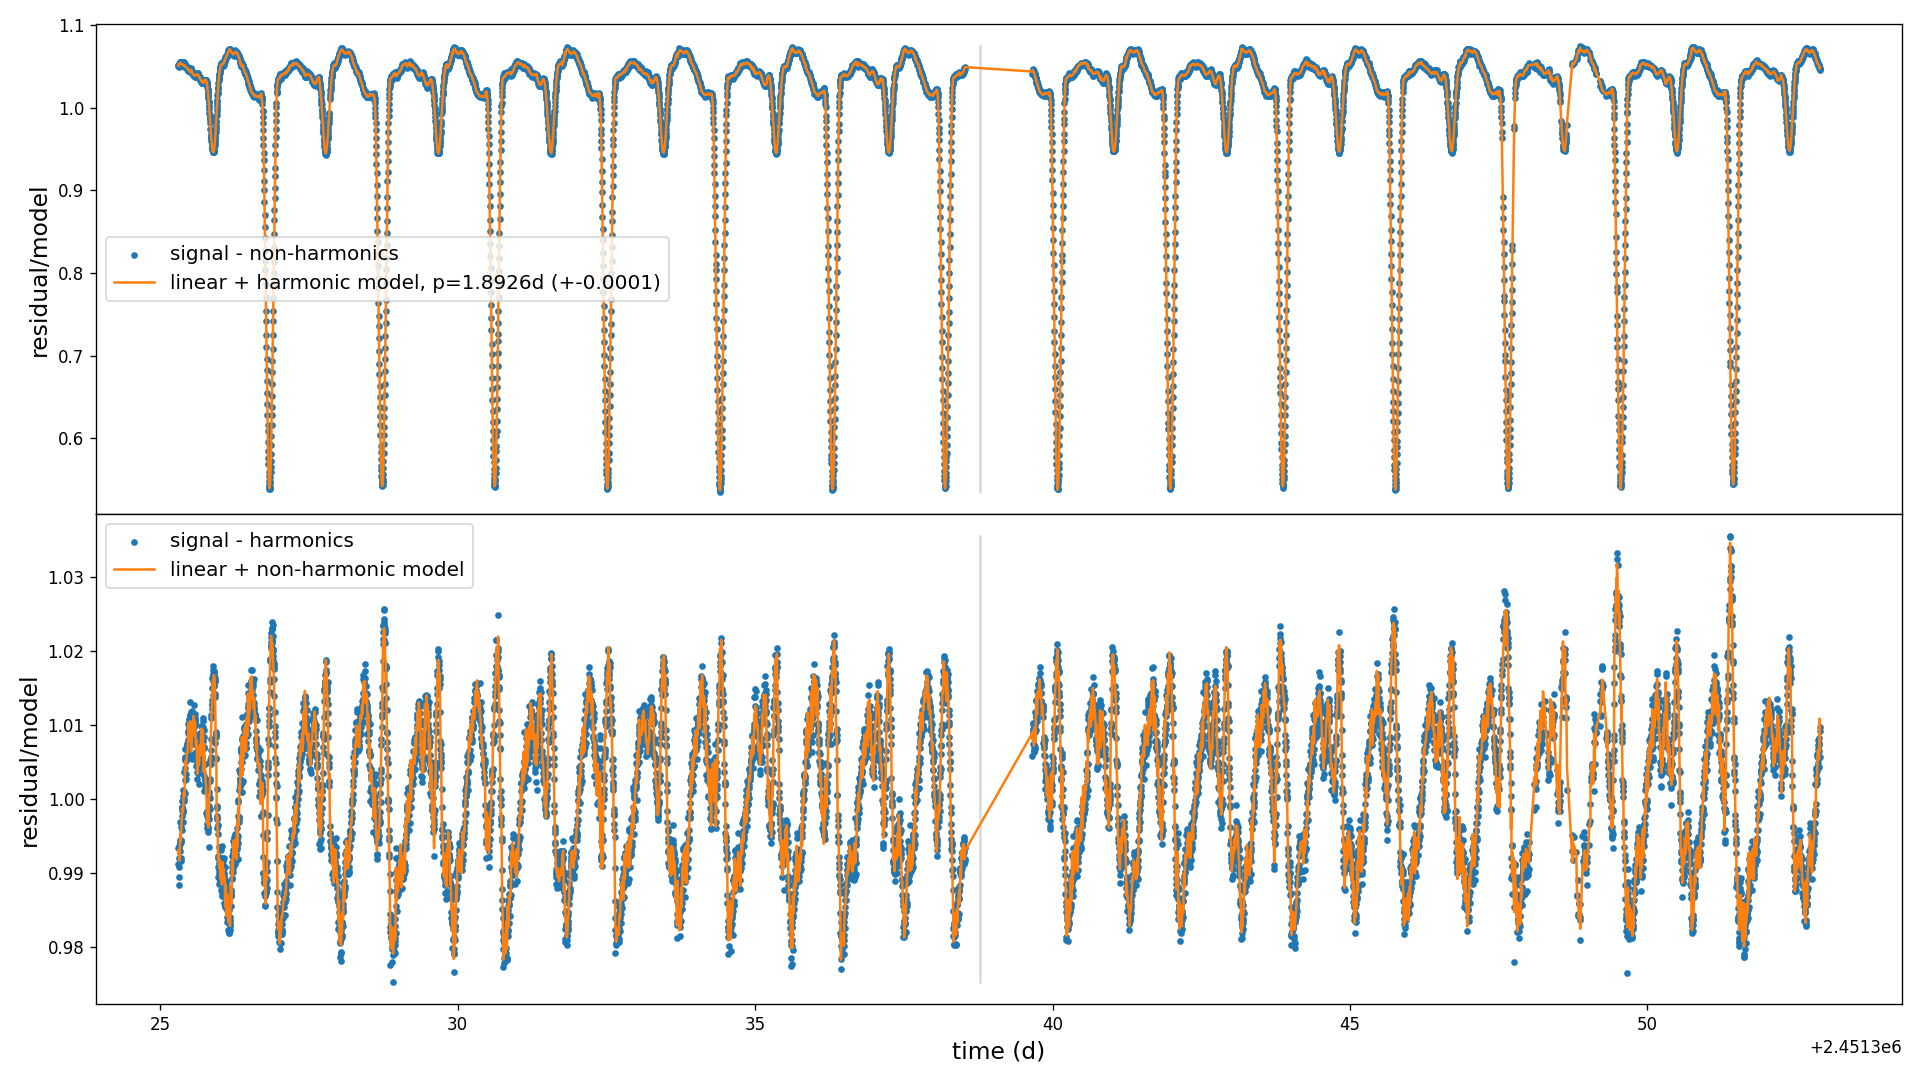 1.1
1.0
0.9
0.8
0.7
0.6
residual/model
signal - non-harmonics
linear + harmonic model, p=1.8926d (+-0.0001)
signal - harmonics
linear + non-harmonic model
1.03
1.02
1.01
1.00
0.99
0.98
residual/model
25 30 35 40 45 50
time (d)
+2.4513e6